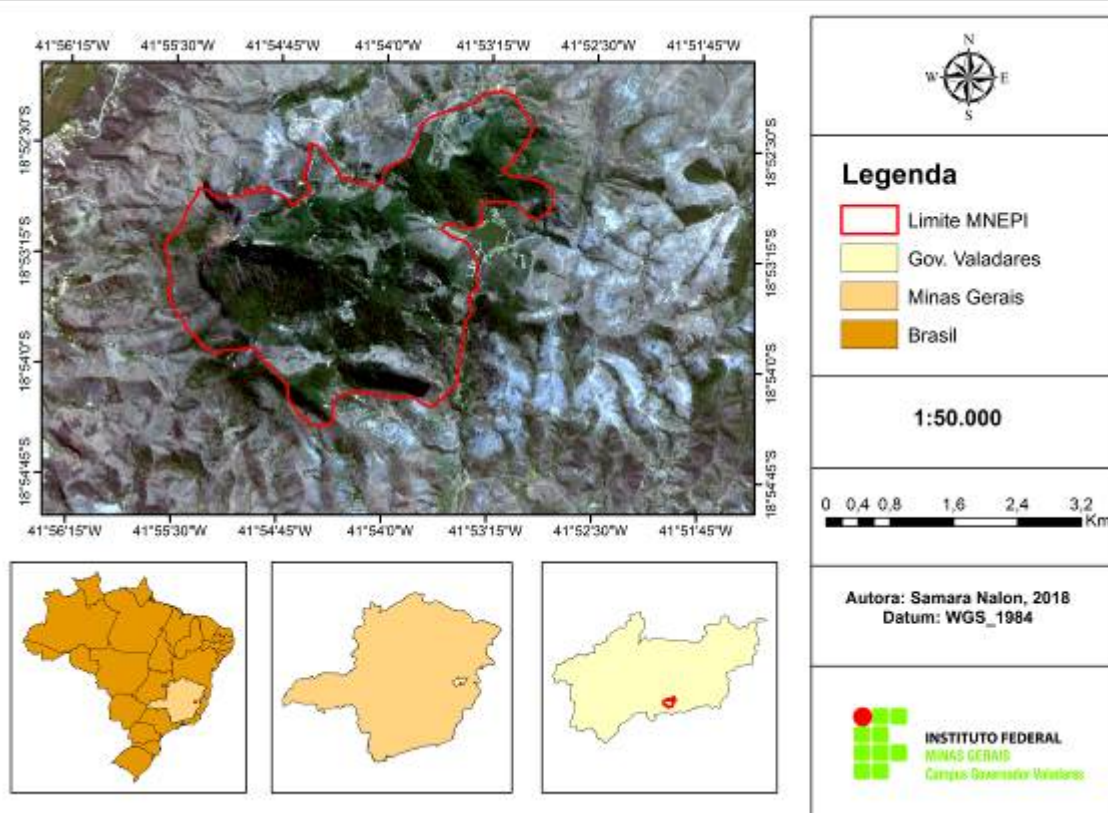 41°56'15"W 41°55'30"W 41°54'45"W 41°54'0"W 41°53'15"W 41°52'30"W 41°51'45"W
18°52'30"S
18°53'15"S
18°54'0"S
18°54'45"S
18°52'30"S
18°53'15"S
18°54'0"S
18°54'45"S
41°56'15"W 41°55'30"W 41°54'45"W 41°54'0"W 41°53'15"W 41°52'30"W 41°51'45"W
N
W E
S
Legenda
Limite MNEPI
Gov. Valadares
Minas Gerais
Brasil
1:50.000
0 0,4 0,8 1,6 2,4 3,2
Km
Autora: Samara Nalon, 2018
Datum: WGS_1984
INSTITUTO FEDERAL
MINAS GERAIS
Campus Governador Valadares